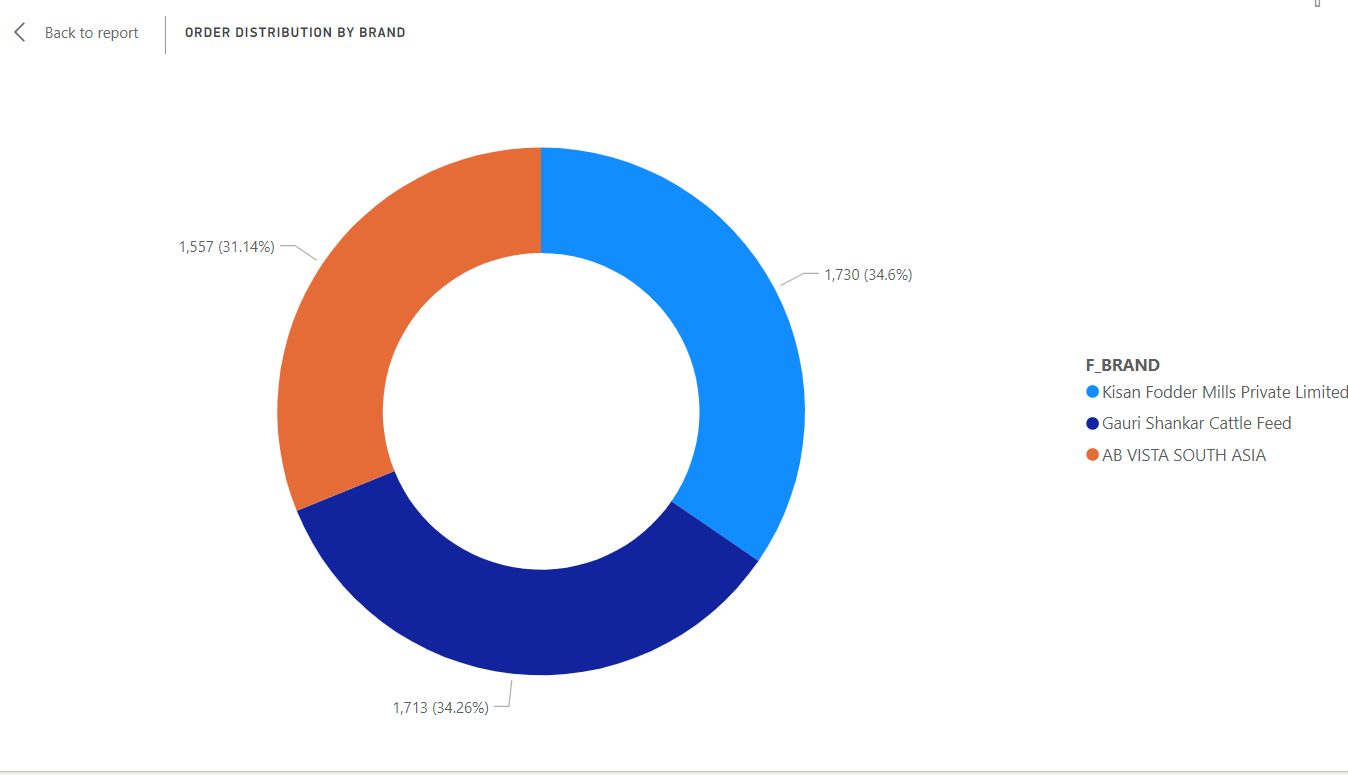 Back to report
ORDER DISTRIBUTION BY BRAND
1,557 (31.14%)
1,730 (34.6%)
F_BRAND
Kisan Fodder Mills Private Limited
Gauri Shankar Cattle Feed
AB VISTA SOUTH ASIA
1,713 (34.26%)